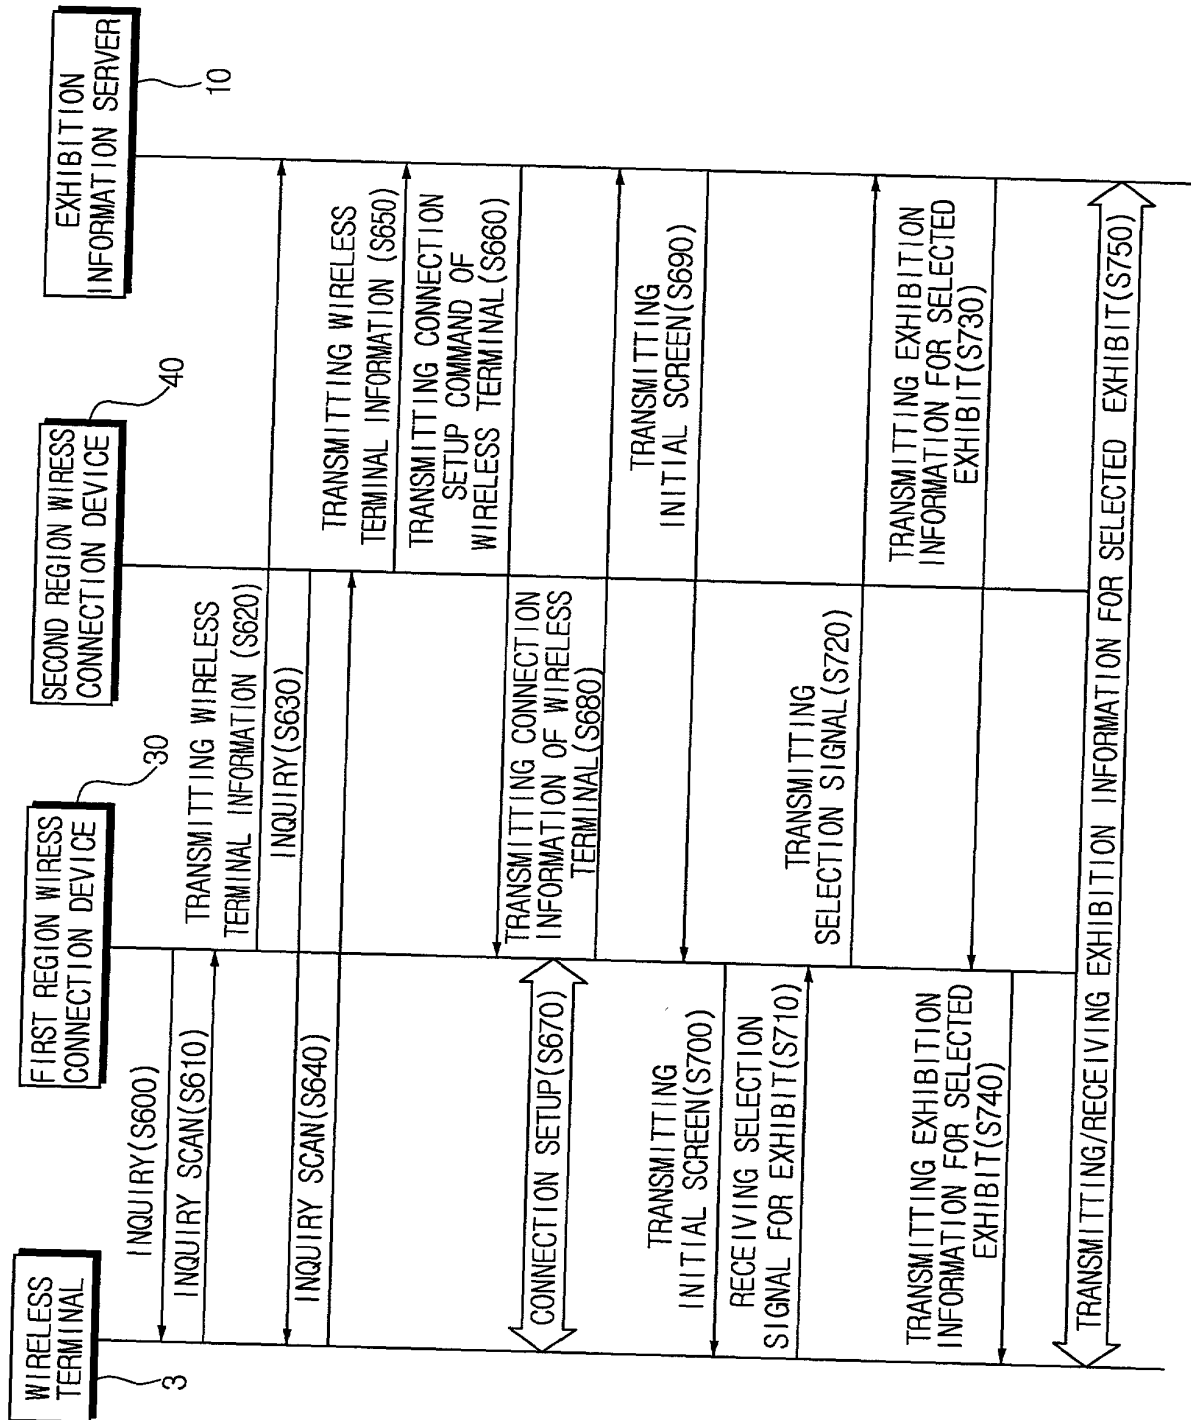 WIRELESS
TERMINAL
3
FIRST REGION WIRESS
CONNECTION DEVICE
30
SECOND REGION WIRESS
CONNECTION DEVICE
40
EXHIBITION
INFORMATION SERVER
10
INQUIRY(S600)
INQUIRY SCAN(S610)
TRANSMITTING WIRELESS
TERMINAL INFORMATION (S620)
INQUIRY(S630)
INQUIRY SCAN(S640)
TRANSMITTING WIRELESS
TERMINAL INFORMATION (S650)
TRANSMITTING CONNECTION
SETUP COMMAND OF
WIRELESS TERMINAL(S660)
CONNECTION SETUP(S670)
TRANSMITTING CONNECTION
INFORMATION OF WIRELESS
TERMINAL(S680)
TRANSMITTING
INITIAL SCREEN(S690)
TRANSMITTING
INITIAL SCREEN(S700)
RECEIVING SELECTION
SIGNAL FOR EXHIBIT(S710)
TRANSMITTING
SELECTION SIGNAL(S720)
TRANSMITTING EXHIBITION
INFORMATION FOR SELECTED
EXHIBIT(S730)
TRANSMITTING EXHIBITION
INFORMATION FOR SELECTED
EXHIBIT(S740)
TRANSMITTING/RECEIVING EXHIBITION INFORMATION FOR SELECTED EXHIBIT(S750)